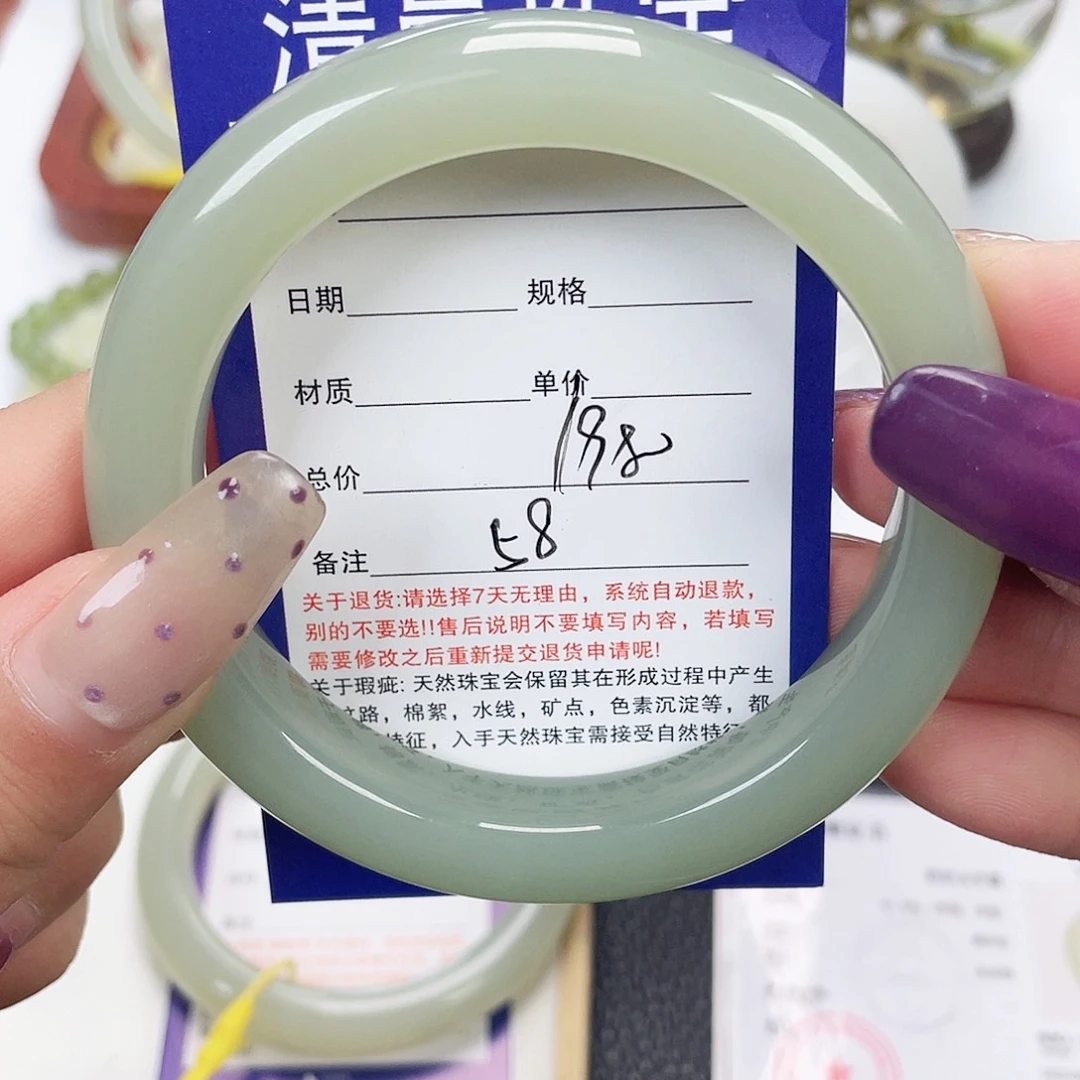 日期 规格
材质 单价
总价 198
备注 58
关于退货:请选择7天无理由，系统自动退款，
别的不要选!!售后说明不要填写内容，若填写
需要修改之后重新提交退货申请呢!
关于瑕疵: 天然珠宝会保留其在形成过程中产生
纹路，棉絮，水线，矿点，色素沉淀等，都
特征，入手天然珠宝需接受自然特征